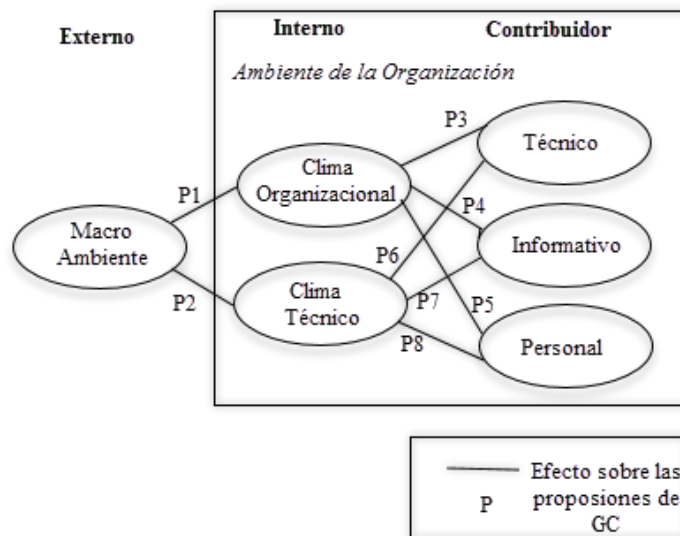 Externo
Interno
Contribuidor
Ambiente de la Organización
P3
Técnico
Clima
Organizacional
P1
P4
Macro
Ambiente
Informativo
P6
P2
Clima
Técnico
P7
P5
P8
Personal
Efecto sobre las
P
proposiones de
GC